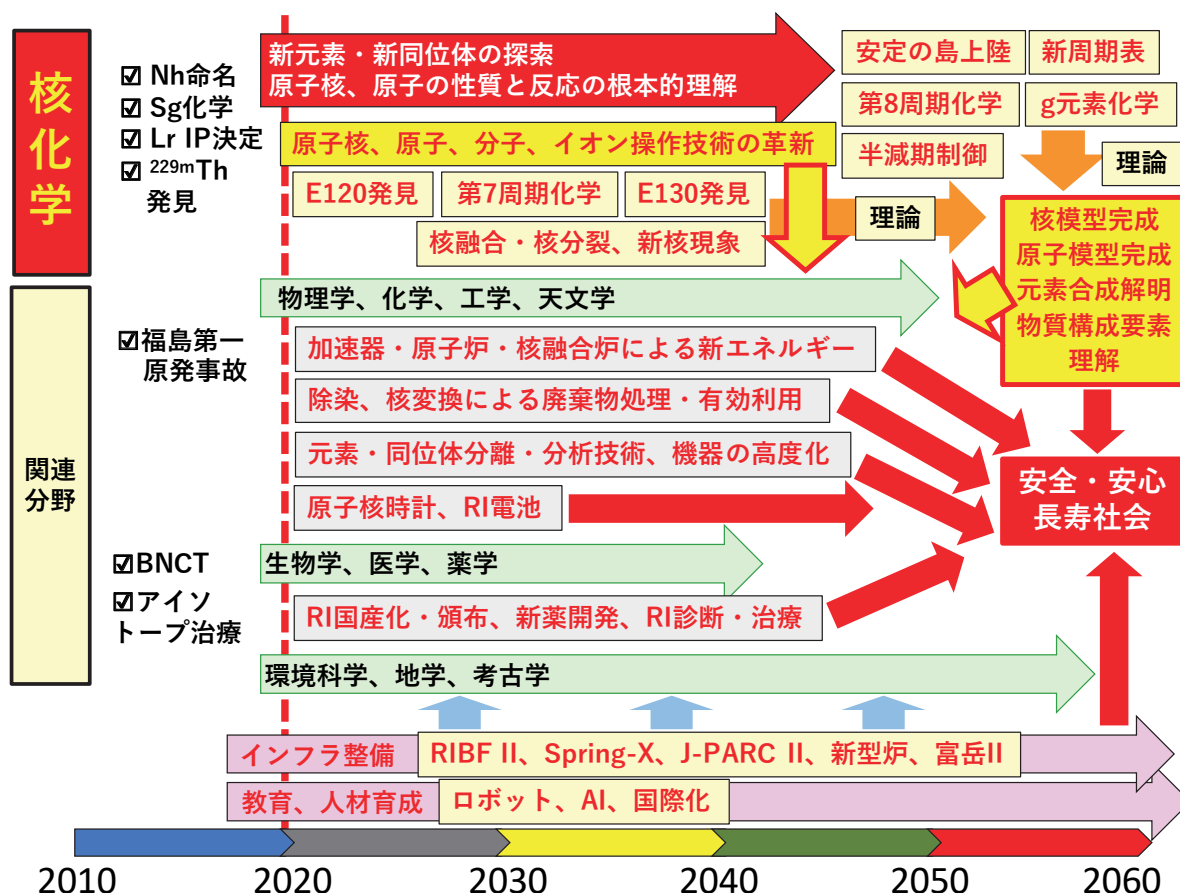 核化学
☑ Nh命名
☑ Sg化学
☑ Lr IP決定
☑ ²²⁹ᵐTh
発見
新元素・新同位体の探索
原子核、原子の性質と反応の根本的理解
原子核、原子、分子、イオン操作技術の革新
E120発見
第7周期化学
E130発見
核融合・核分裂、新核現象
安定の島上陸
新周期表
第8周期化学
g元素化学
半減期制御
理論
理論
核模型完成
原子模型完成
元素合成解明
物質構成要素
理解
関連
分野
☑福島第一
原発事故
物理学、化学、工学、天文学
加速器・原子炉・核融合炉による新エネルギー
除染、核変換による廃棄物処理・有効利用
元素・同位体分離・分析技術、機器の高度化
原子核時計、RI電池
安全・安心
長寿社会
☑BNCT
☑アイソ
トープ治療
生物学、医学、薬学
RI国産化・頒布、新薬開発、RI診断・治療
環境科学、地学、考古学
インフラ整備
RIBF II、Spring-X、J-PARC II、新型炉、富岳II
教育、人材育成
ロボット、AI、国際化
2010
2020
2030
2040
2050
2060